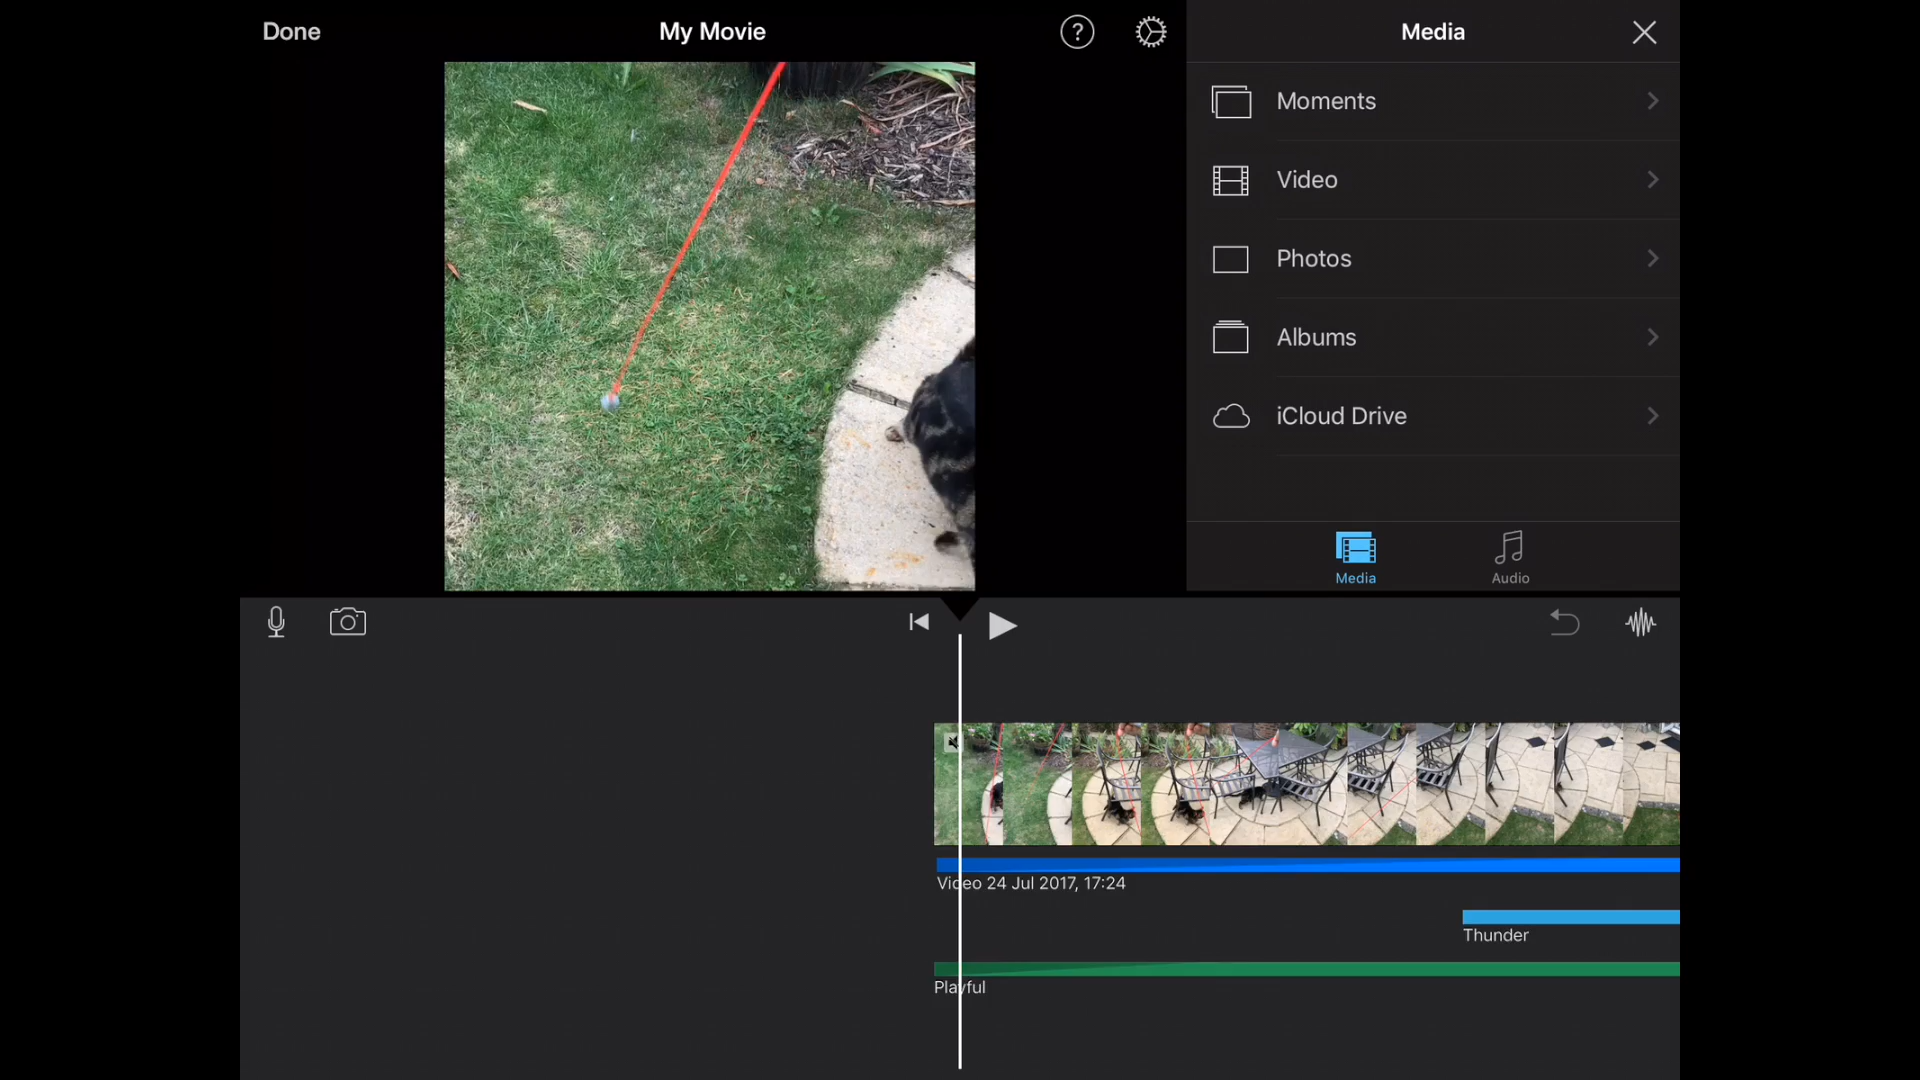 Done
My Movie
?
Media
Moments
Video
Photos
Albums
iCloud Drive
Media
Audio
Video 24 Jul 2017, 17:24
Thunder
Playful